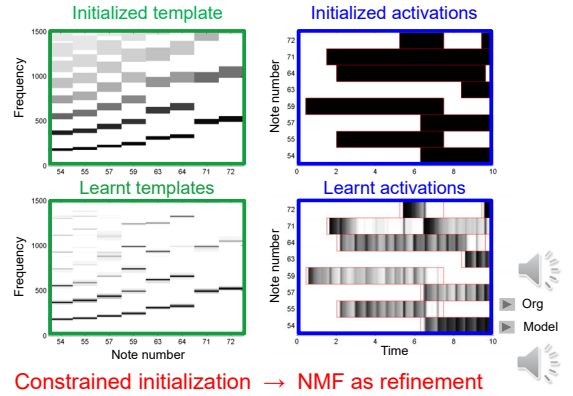 Initialized template
Initialized activations
Frequency
1500
1000
500
0
54 55 57 59 63 64 71 72
Note number
72
71
64
63
59
57
55
54
0 2 4 6 8 10
Learnt templates
Learnt activations
Frequency
1500
1000
500
0
54 55 57 59 63 64 71 72
Note number
Note number
72
71
64
63
59
57
55
54
0 2 4 6 8 10
Time
Org
Model
Constrained initialization → NMF as refinement